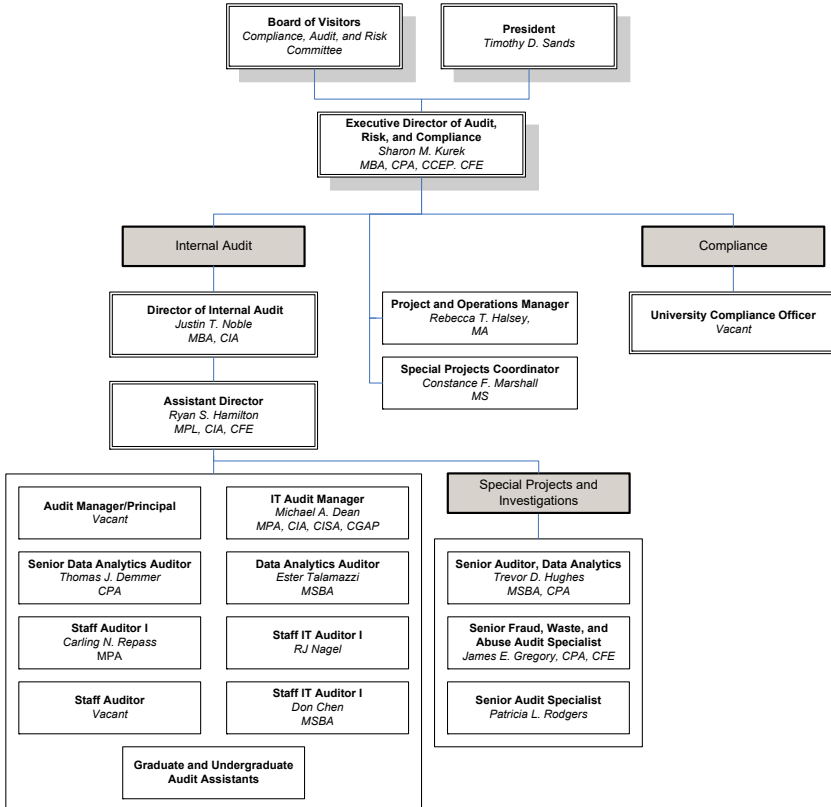 Board of Visitors
Compliance, Audit, and Risk
Committee
President
Timothy D. Sands
Executive Director of Audit,
Risk, and Compliance
Sharon M. Kurek
MBA, CPA, CCEP. CFE
Internal Audit
Compliance
Director of Internal Audit
Justin T. Noble
MBA, CIA
Project and Operations Manager
Rebecca T. Halsey,
MA
University Compliance Officer
Vacant
Special Projects Coordinator
Constance F. Marshall
MS
Assistant Director
Ryan S. Hamilton
MPL, CIA, CFE
Audit Manager/Principal
Vacant
IT Audit Manager
Michael A. Dean
MPA, CIA, CISA, CGAP
Senior Data Analytics Auditor
Thomas J. Demmer
CPA
Data Analytics Auditor
Ester Talamazzi
MSBA
Staff Auditor I
Carling N. Repass
MPA
Staff IT Auditor I
RJ Nagel
Staff Auditor
Vacant
Staff IT Auditor I
Don Chen
MSBA
Graduate and Undergraduate
Audit Assistants
Special Projects and
Investigations
Senior Auditor, Data Analytics
Trevor D. Hughes
MSBA, CPA
Senior Fraud, Waste, and
Abuse Audit Specialist
James E. Gregory, CPA, CFE
Senior Audit Specialist
Patricia L. Rodgers